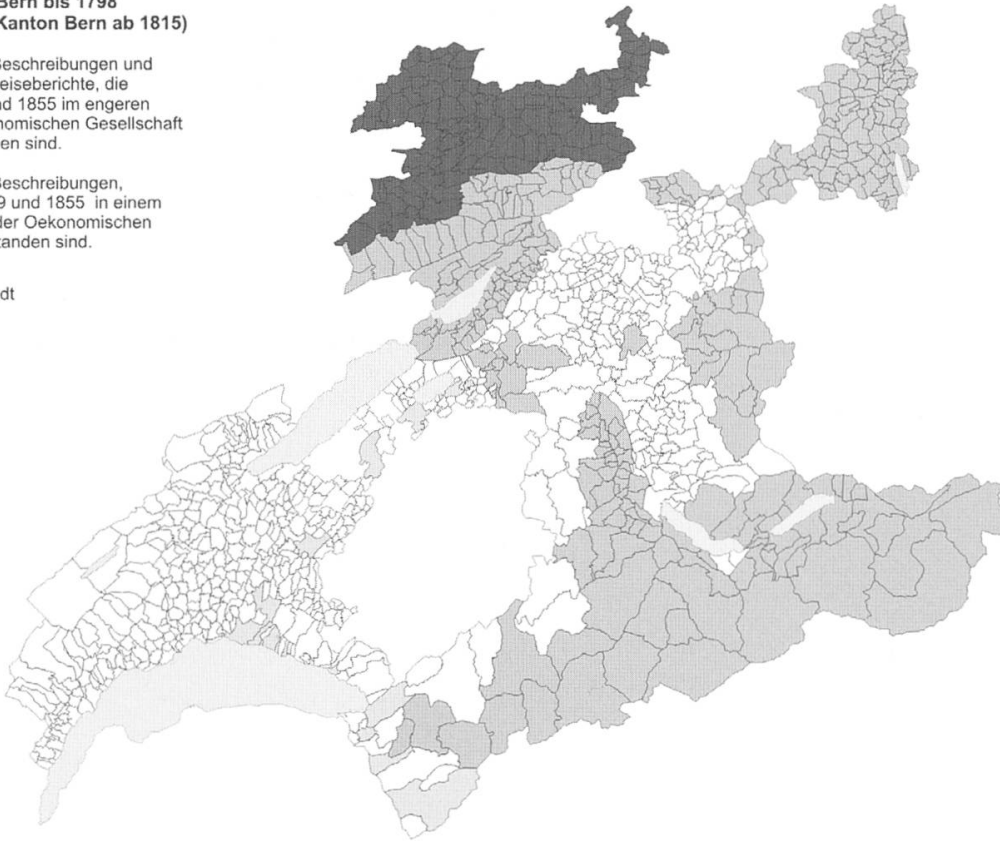 Bern bis 1798
Kanton Bern ab 1815)
Beschreibungen und
eiseberichte, die
nd 1855 im engeren
nomischen Gesellschaft
en sind.
Beschreibungen,
9 und 1855 in einem
der Oekonomischen
tanden sind.
dt